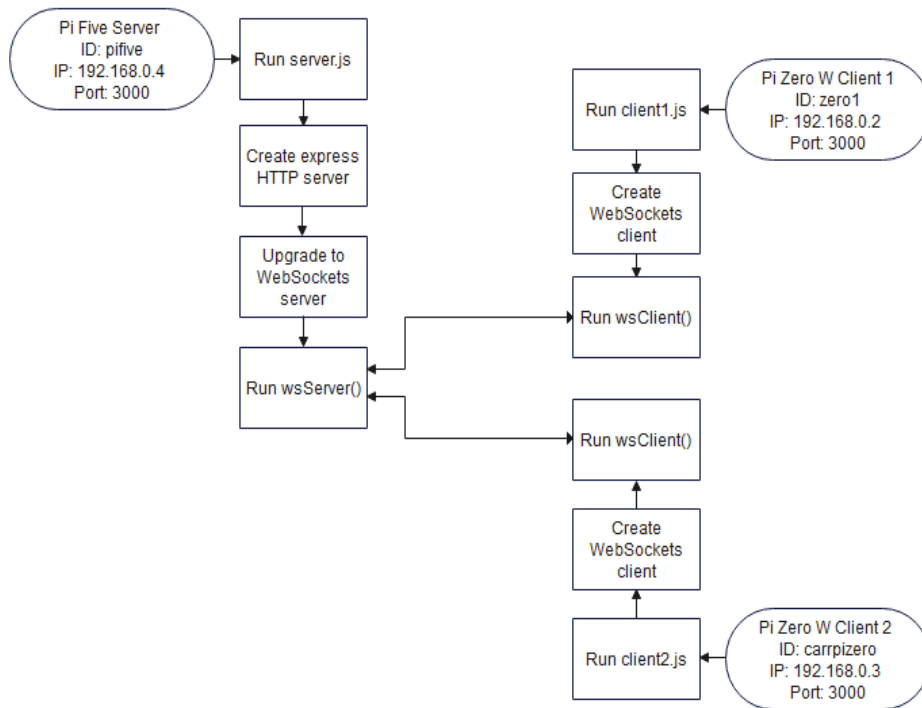 Pi Five Server
ID: pifive
IP: 192.168.0.4
Port: 3000
Run server.js
Create express
HTTP server
Upgrade to
WebSockets
server
Run wsServer()
Pi Zero W Client 1
ID: zero1
IP: 192.168.0.2
Port: 3000
Run client1.js
Create
WebSockets
client
Run wsClient()
Run wsClient()
Create
WebSockets
client
Run client2.js
Pi Zero W Client 2
ID: carrpizero
IP: 192.168.0.3
Port: 3000